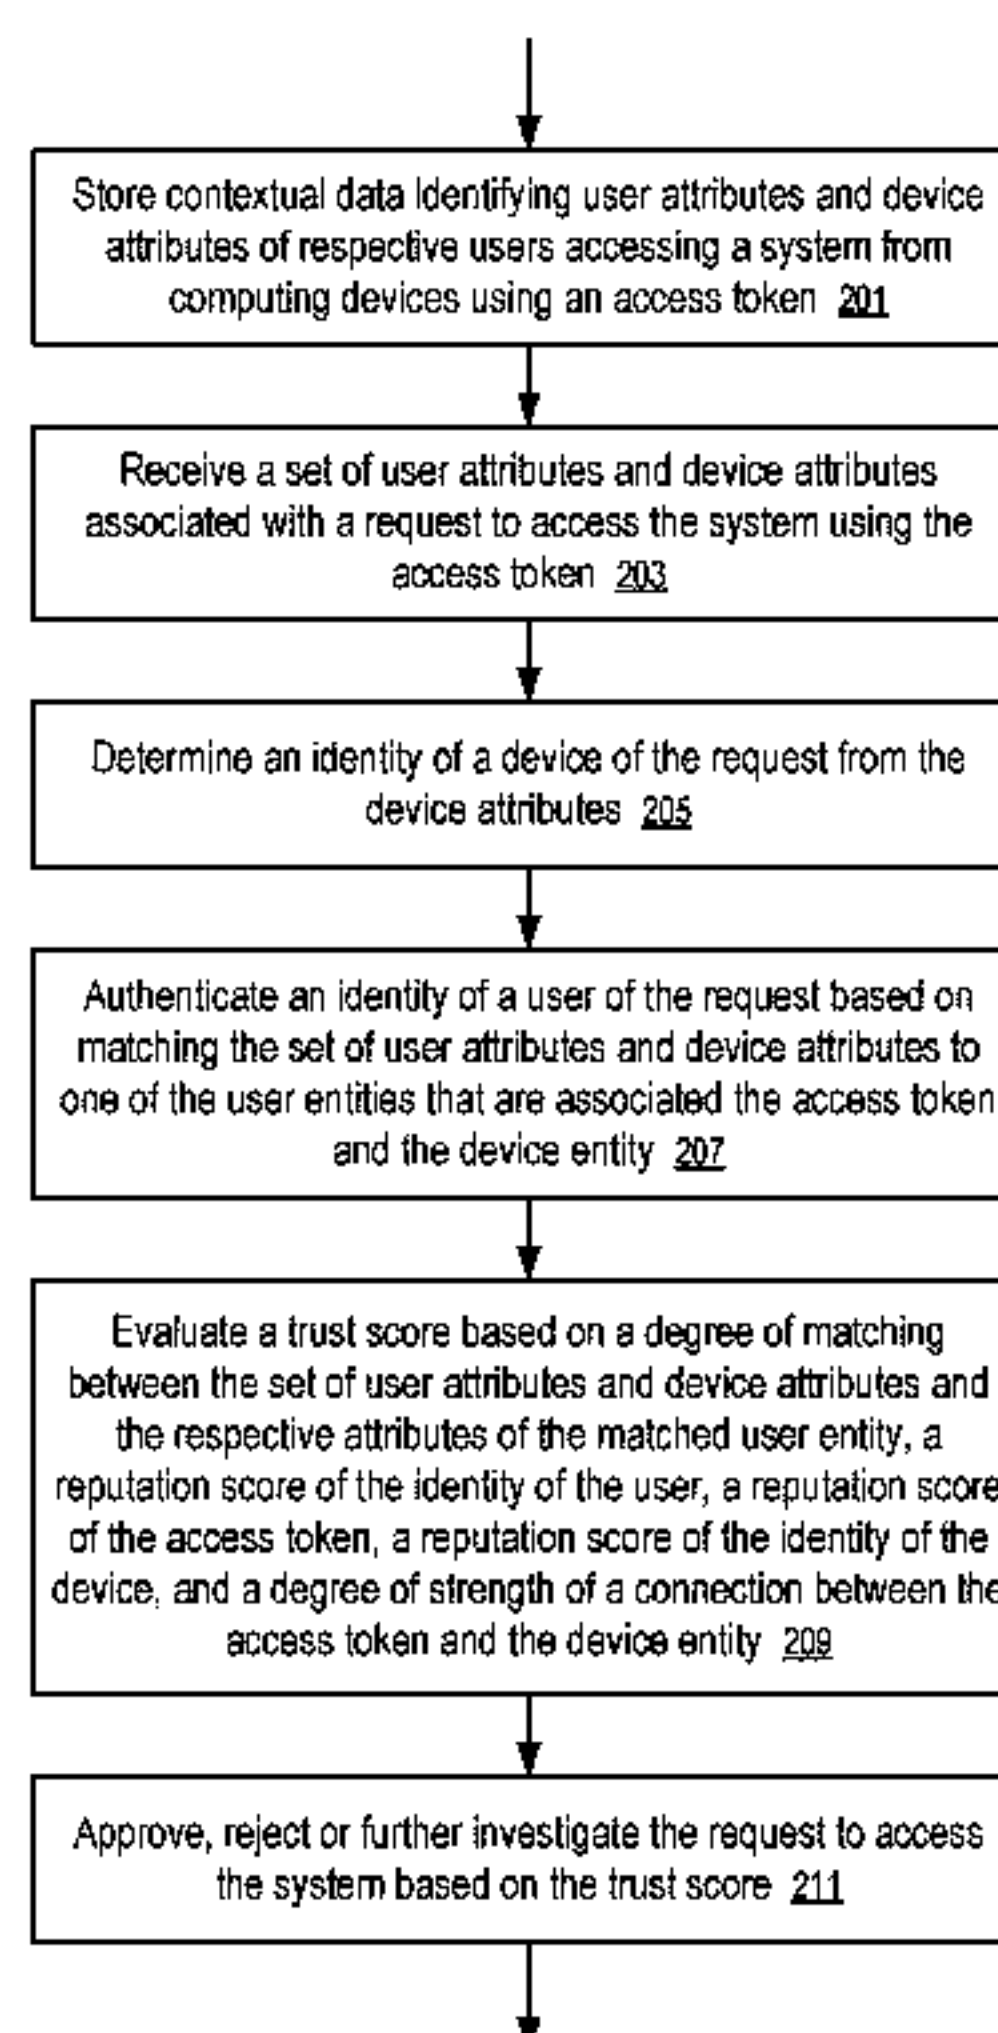 Store contextual data Identifying user attributes and device
attributes of respective users accessing a system from
computing devices using an access token 201
Receive a set of user attributes and device attributes
associated with a request to access the system using the
access token 203
Determine an identity of a device of the request from the
device attributes 205
Authenticate an identity of a user of the request based on
matching the set of user attributes and device attributes to
one of the user entities that are associated the access token
and the device entity 207
Evaluate a trust score based on a degree of matching
between the set of user attributes and device attributes and
the respective attributes of the matched user entity, a
reputation score of the identity of the user, a reputation score
of the access token, a reputation score of the identity of the
device, and a degree of strength of a connection between the
access token and the device entity 209
Approve, reject or further investigate the request to access
the system based on the trust score 211